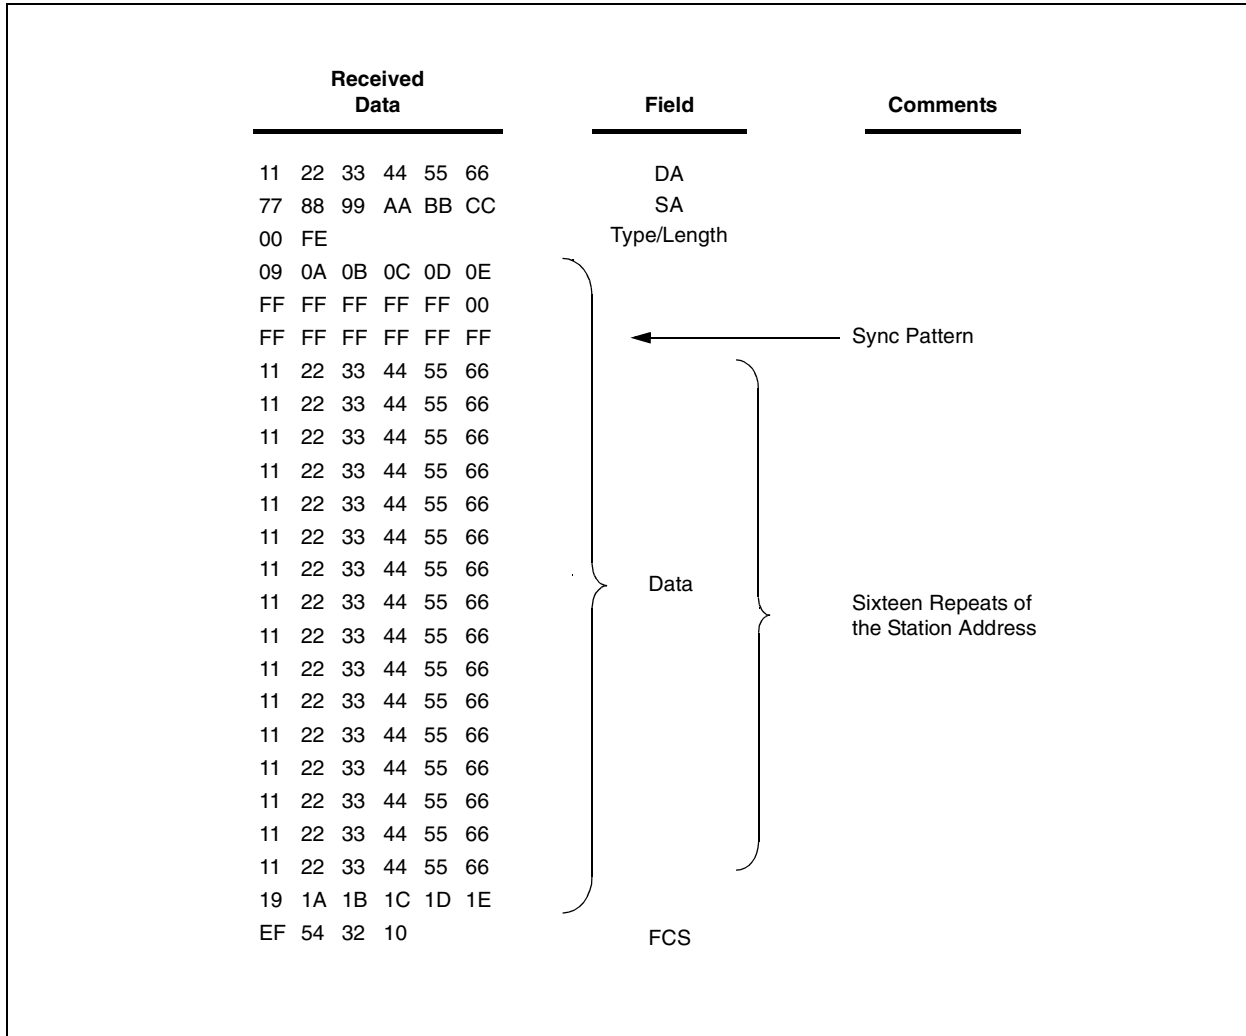 Received
Data Field Comments
11 22 33 44 55 66 DA
77 88 99 AA BB CC SA
00 FE Type/Length
09 0A 0B 0C 0D 0E
FF FF FF FF FF 00
FF FF FF FF FF FF Sync Pattern
11 22 33 44 55 66
11 22 33 44 55 66
11 22 33 44 55 66
11 22 33 44 55 66
11 22 33 44 55 66
11 22 33 44 55 66
11 22 33 44 55 66 Data
11 22 33 44 55 66 Sixteen Repeats of
11 22 33 44 55 66 the Station Address
11 22 33 44 55 66
11 22 33 44 55 66
11 22 33 44 55 66
11 22 33 44 55 66
11 22 33 44 55 66
11 22 33 44 55 66
11 22 33 44 55 66
19 1A 1B 1C 1D 1E
EF 54 32 10 FCS